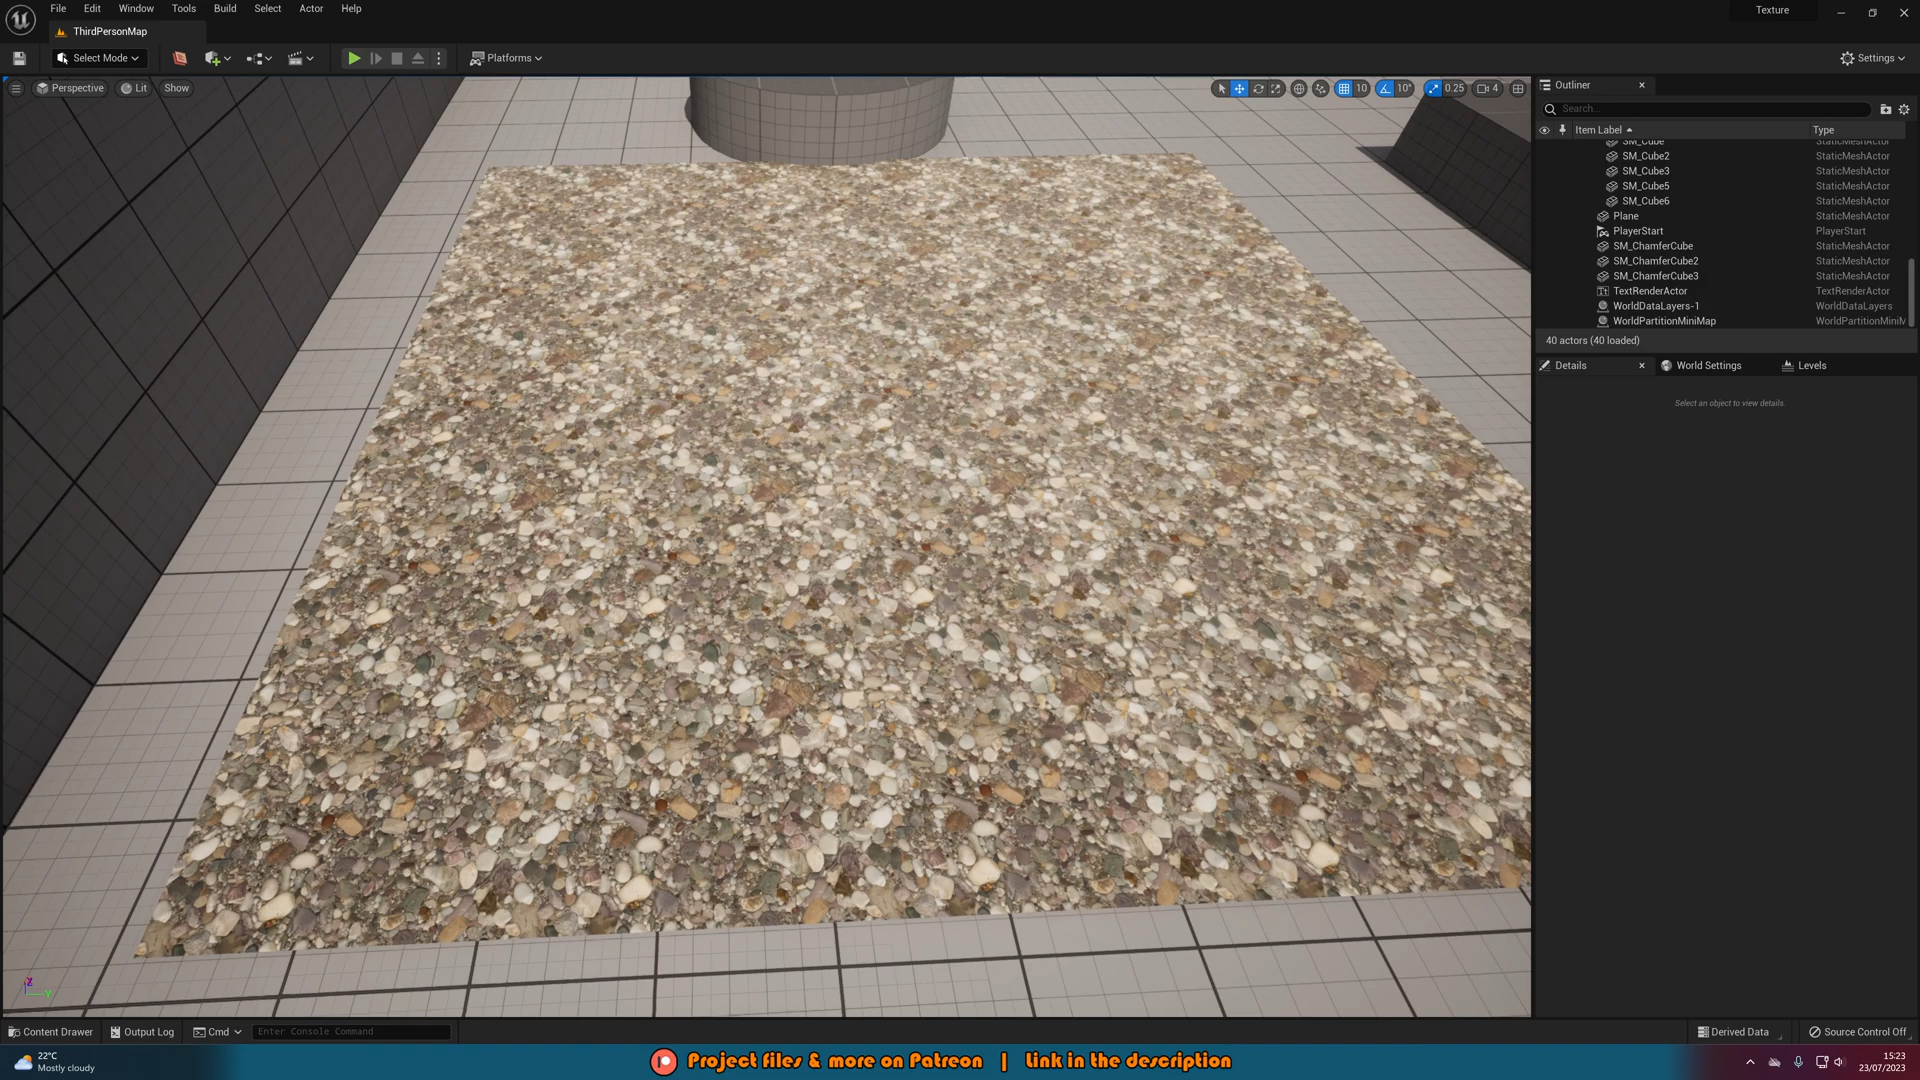 File Edit Window Tools Build Select Actor Help
Texture
ThirdPersonMap
Select Mode
Platforms
Settings
Perspective Lit Show
10 10° 0.25 4
Outliner
Search...
Item Label Type
SM_Cube StaticMeshActor
SM_Cube2 StaticMeshActor
SM_Cube3 StaticMeshActor
SM_Cube5 StaticMeshActor
SM_Cube6 StaticMeshActor
Plane StaticMeshActor
PlayerStart PlayerStart
SM_ChamferCube StaticMeshActor
SM_ChamferCube2 StaticMeshActor
SM_ChamferCube3 StaticMeshActor
TextRenderActor TextRenderActor
WorldDataLayers-1 WorldDataLayers
WorldPartitionMiniMap WorldPartitionMiniM
40 actors (40 loaded)
Details World Settings Levels
Select an object to view details.
Z
Y
Content Drawer Output Log Cmd Enter Console Command
Derived Data Source Control Off
22°C
Mostly cloudy
Project files & more on Patreon | Link in the description
15:23
23/07/2023